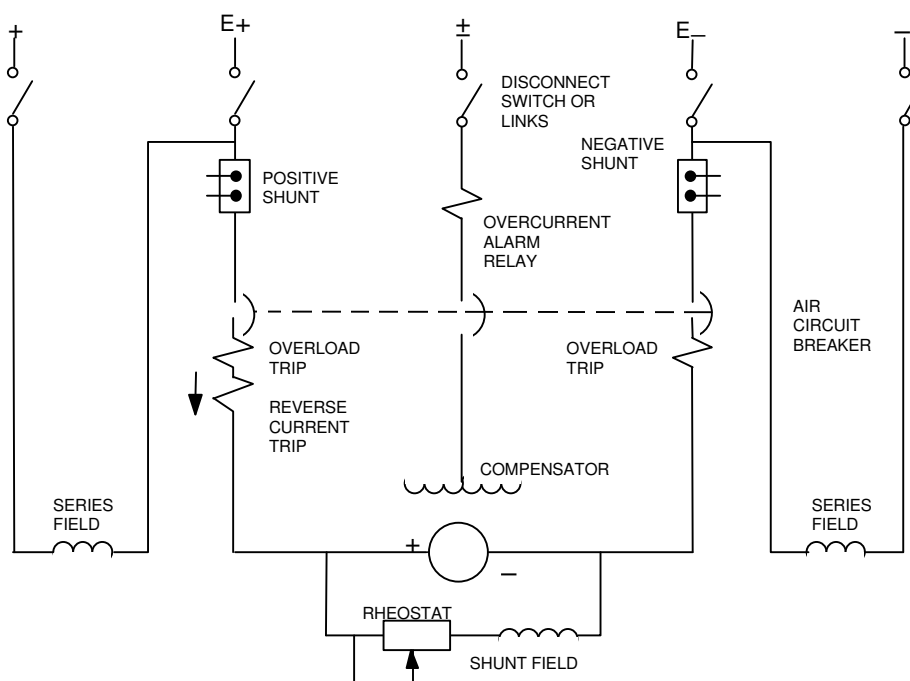 +
E+
±
E–
–
DISCONNECT
SWITCH OR
LINKS
NEGATIVE
SHUNT
POSITIVE
SHUNT
OVERCURRENT
ALARM
RELAY
AIR
CIRCUIT
BREAKER
OVERLOAD
TRIP
OVERLOAD
TRIP
REVERSE
CURRENT
TRIP
COMPENSATOR
SERIES
FIELD
SERIES
FIELD
+
–
RHEOSTAT
SHUNT FIELD